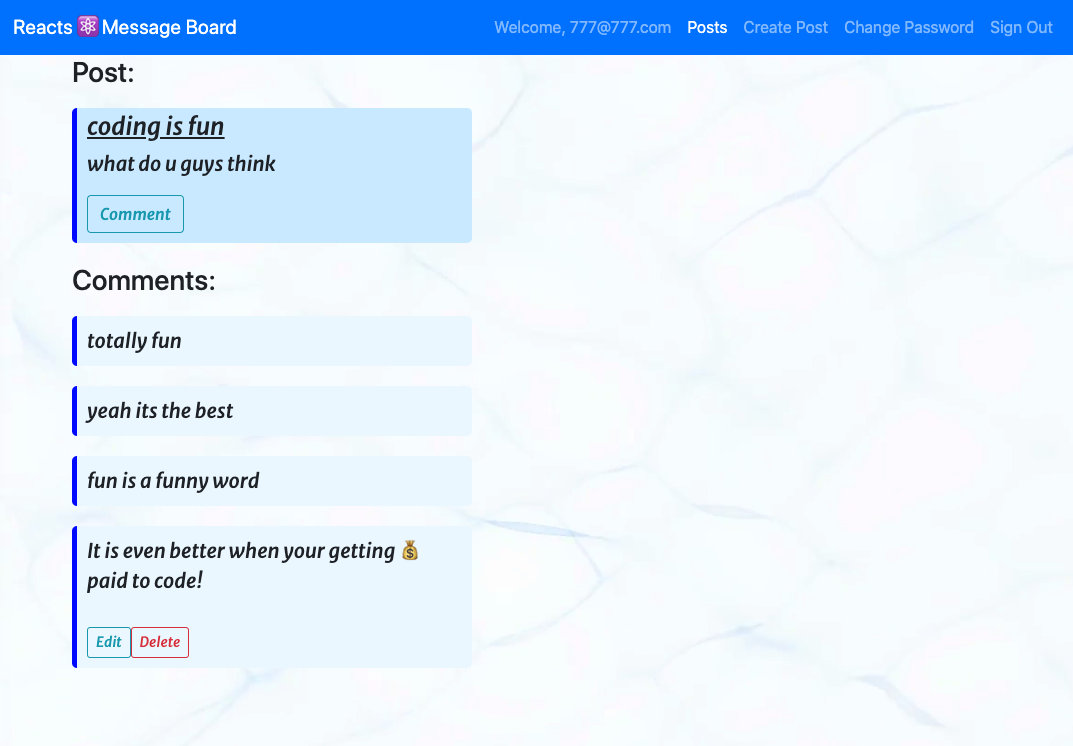 Reacts ⚛️ Message Board
Welcome, 777@777.com Posts Create Post Change Password Sign Out
Post:
coding is fun
what do u guys think
Comment
Comments:
totally fun
yeah its the best
fun is a funny word
It is even better when your getting 💰
paid to code!
Edit Delete